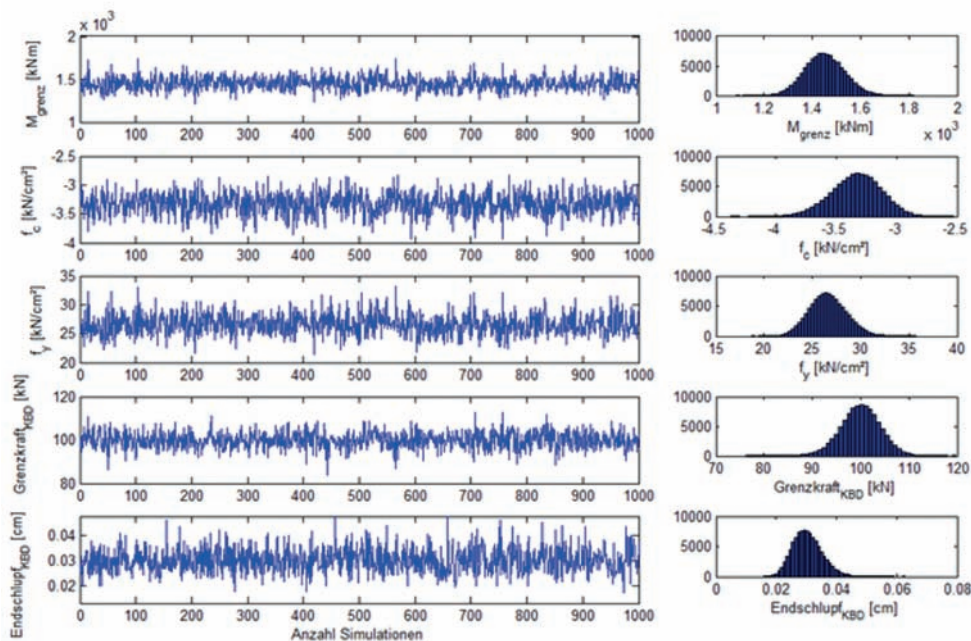 x 10³
2
1.5
1
M_grenz [kNm]
0 100 200 300 400 500 600 700 800 900 1000
10000
5000
0
1 1.2 1.4 1.6 1.8 2
M_grenz [kNm]
x 10³
-2.5
-3
-3.5
-4
f_c [kN/cm²]
0 100 200 300 400 500 600 700 800 900 1000
10000
5000
0
-4.5 -4 -3.5 -3 -2.5
f_c [kN/cm²]
35
30
25
20
f_y [kN/cm²]
0 100 200 300 400 500 600 700 800 900 1000
10000
5000
0
15 20 25 30 35 40
f_y [kN/cm²]
120
100
80
Grenzkraft_KBD [kN]
0 100 200 300 400 500 600 700 800 900 1000
10000
5000
0
70 80 90 100 110 120
Grenzkraft_KBD [kN]
0.04
0.03
0.02
Endschlupf_KBD [cm]
0 100 200 300 400 500 600 700 800 900 1000
Anzahl Simulationen
10000
5000
0
0 0.02 0.04 0.06 0.08
Endschlupf_KBD [cm]